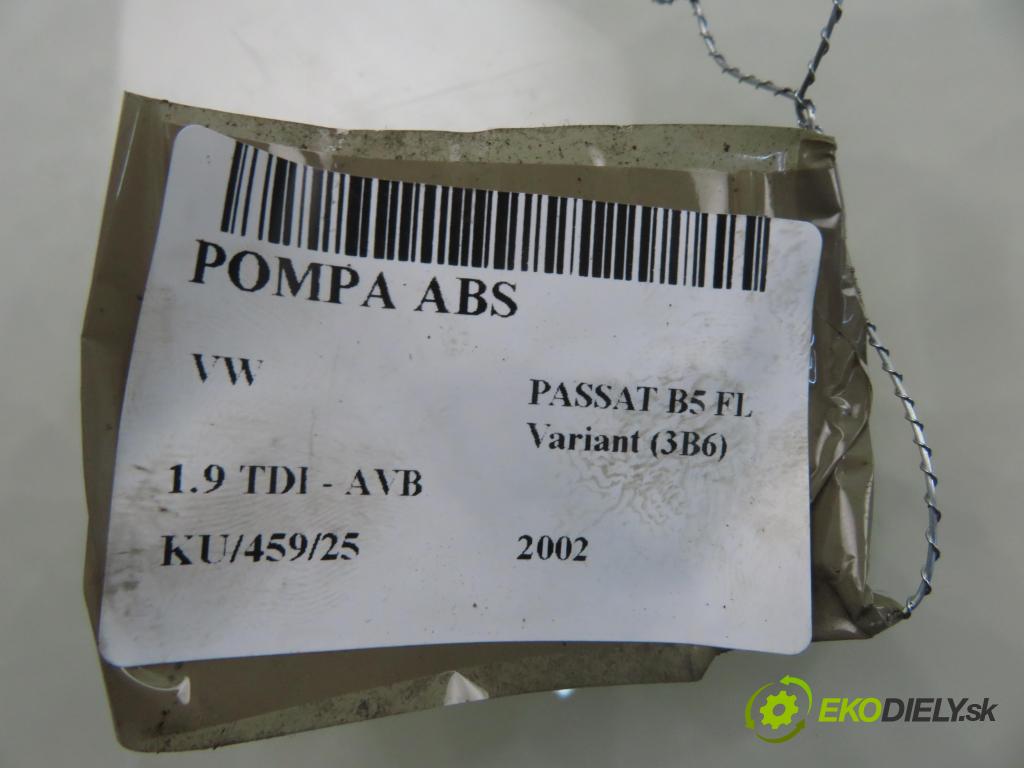 POMPA ABS
VW
PASSAT B5 FL
Variant (3B6)
1.9 TDI - AVB
KU/459/25
2002
EKODIELY.sk